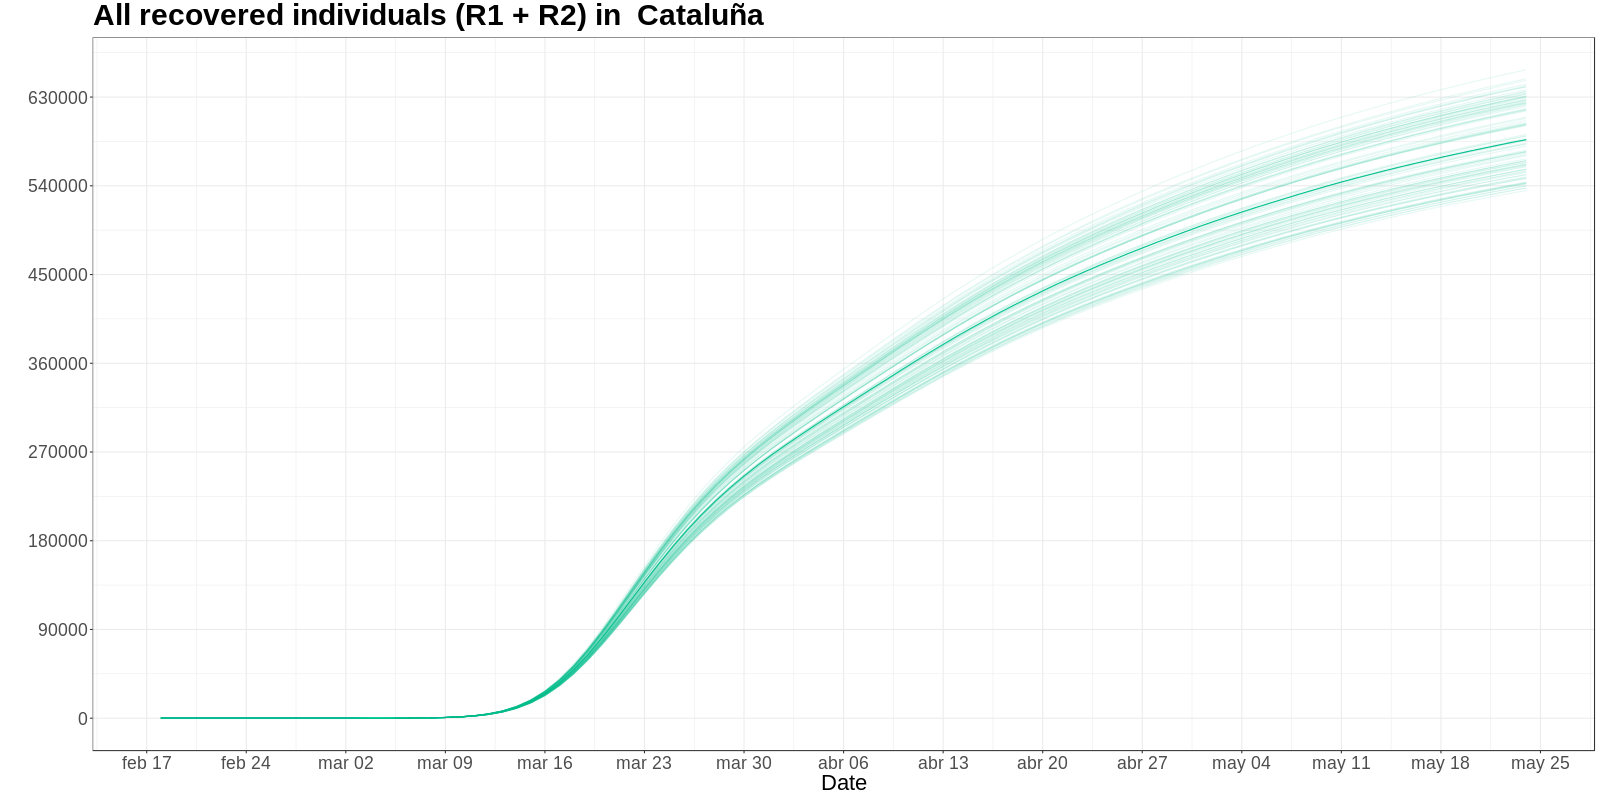 All recovered individuals (R1 + R2) in  Cataluña
630000
540000
450000
360000
270000
180000
90000
0
feb 17 feb 24 mar 02 mar 09 mar 16 mar 23 mar 30 abr 06 abr 13 abr 20 abr 27 may 04 may 11 may 18 may 25
Date